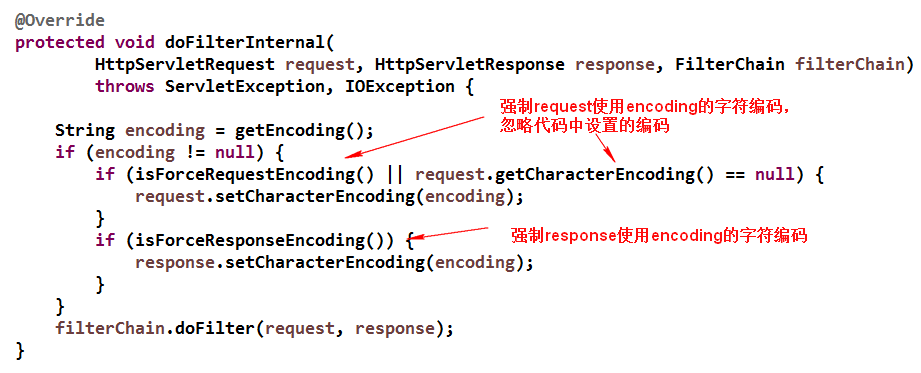 @Override
protected void doFilterInternal(
HttpServletRequest request, HttpServletResponse response, FilterChain filterChain)
throws ServletException, IOException {
强制request使用encoding的字符编码，
忽略代码中设置的编码
String encoding = getEncoding();
if (encoding != null) {
if (isForceRequestEncoding() || request.getCharacterEncoding() == null) {
request.setCharacterEncoding(encoding);
}
if (isForceResponseEncoding()) {
强制response使用encoding的字符编码
response.setCharacterEncoding(encoding);
}
}
filterChain.doFilter(request, response);
}